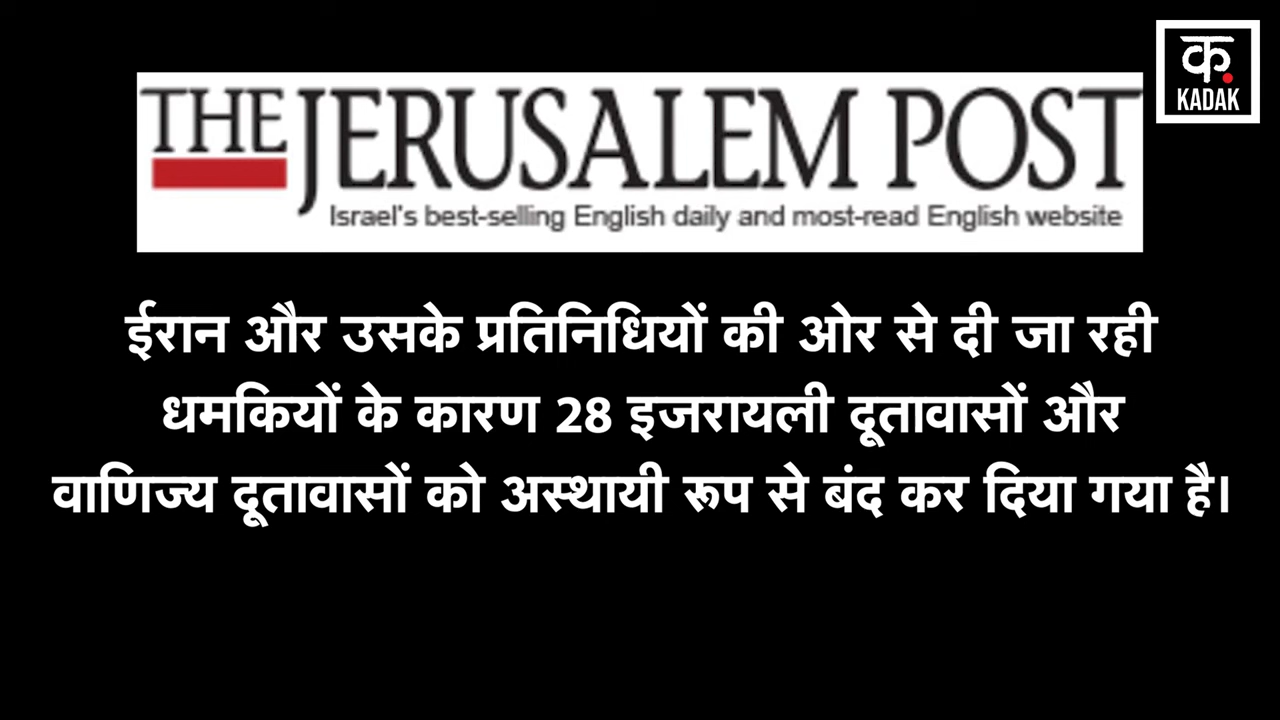 क
KADAK
THE JERUSALEM POST
Israel's best-selling English daily and most-read English website
ईरान और उसके प्रतिनिधियों की ओर से दी जा रही
धमकियों के कारण 28 इजरायली दूतावासों और
वाणिज्य दूतावासों को अस्थायी रूप से बंद कर दिया गया है।